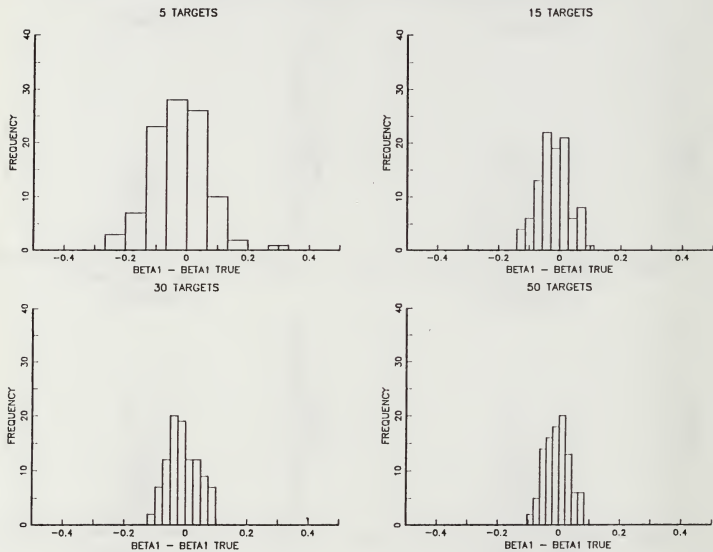 5 TARGETS
FREQUENCY
0 10 20 30 40
-0.4 -0.2 0 0.2 0.4
BETA1 - BETA1 TRUE
15 TARGETS
FREQUENCY
0 10 20 30 40
-0.4 -0.2 0 0.2 0.4
BETA1 - BETA1 TRUE
30 TARGETS
FREQUENCY
0 10 20 30 40
-0.4 -0.2 0 0.2 0.4
BETA1 - BETA1 TRUE
50 TARGETS
FREQUENCY
0 10 20 30 40
-0.4 -0.2 0 0.2 0.4
BETA1 - BETA1 TRUE